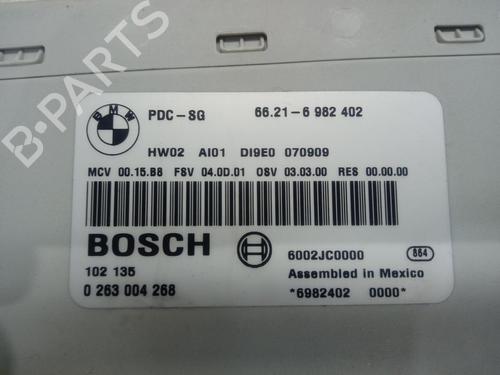 BMW
PDC-SG 66.21-6 982 402
HW02 AI01 DI9E0 070909
MCV 00.15.B8 FSV 04.0D.01 OSV 03.03.00 RES 00.00.00
BOSCH
102 135
0 263 004 268
6002JC0000 864
Assembled in Mexico
*6982402 0000*